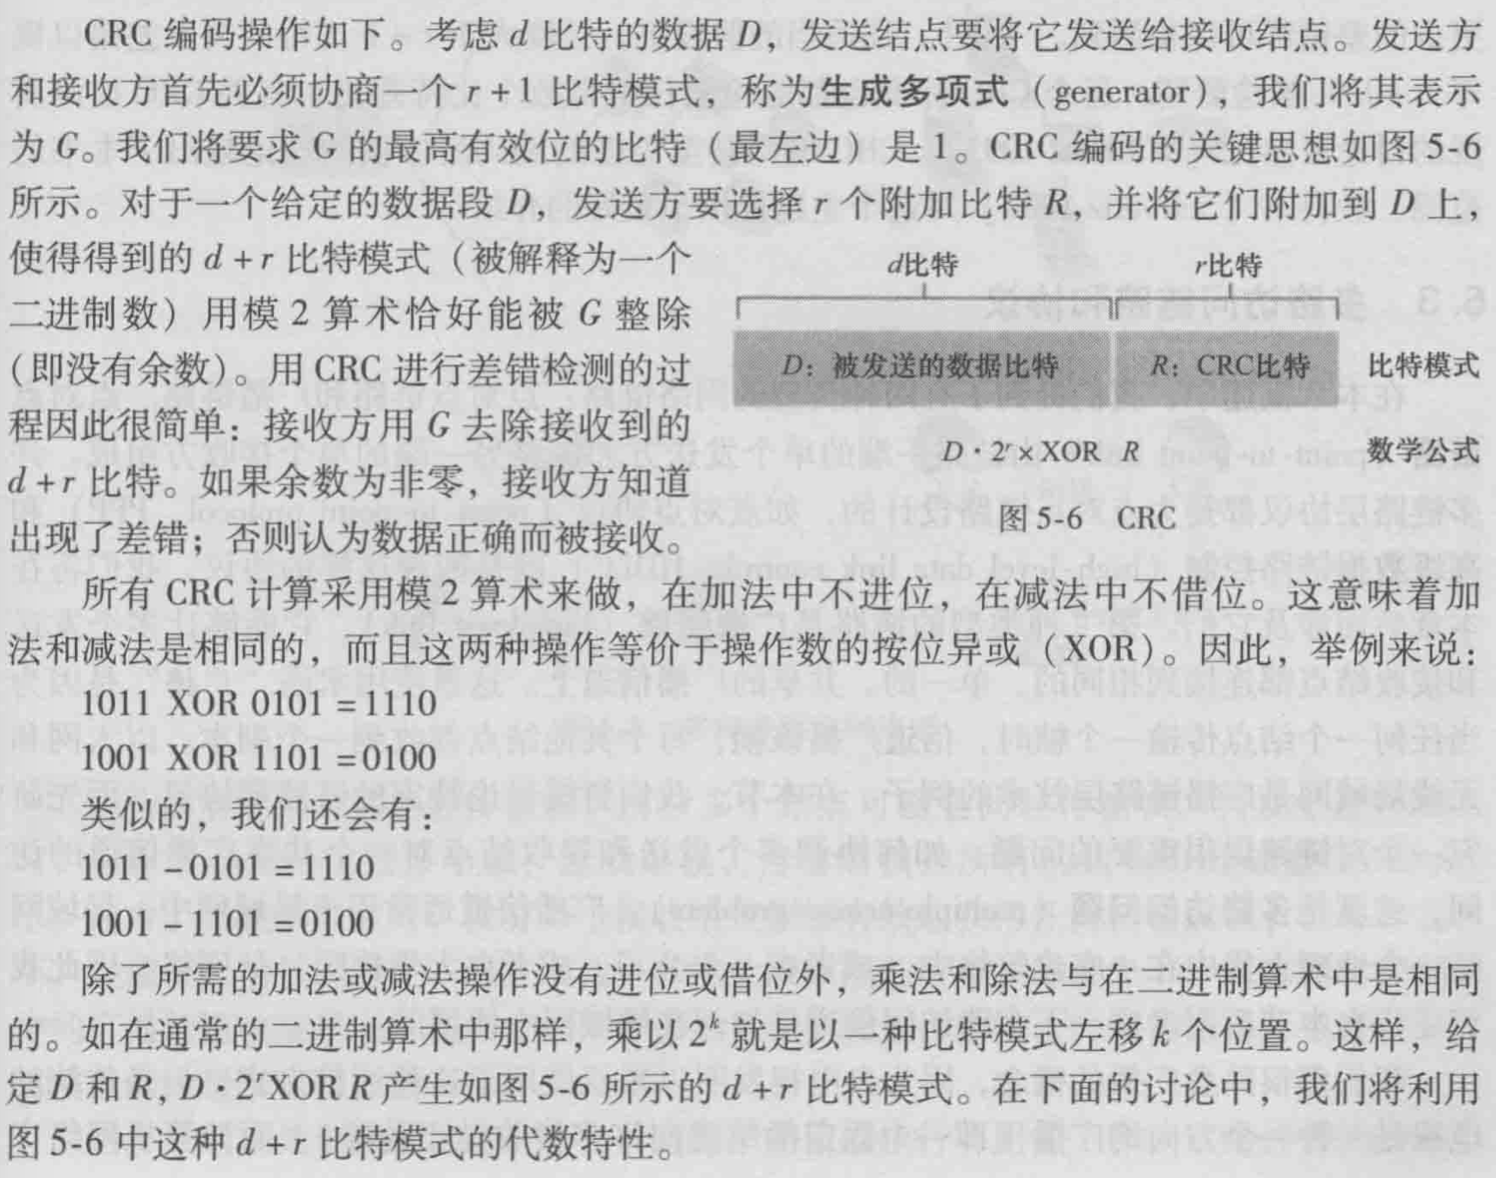 CRC 编码操作如下。考虑 d 比特的数据 D，发送结点要将它发送给接收结点。发送方
和接收方首先必须协商一个 r + 1 比特模式，称为生成多项式（generator），我们将其表示
为 G。我们将要求 G 的最高有效位的比特（最左边）是 1。CRC 编码的关键思想如图 5-6
所示。对于一个给定的数据段 D，发送方要选择 r 个附加比特 R，并将它们附加到 D 上，
使得得到的 d + r 比特模式（被解释为一个
二进制数）用模 2 算术恰好能被 G 整除
（即没有余数）。用 CRC 进行差错检测的过
程因此很简单：接收方用 G 去除接收到的
d + r 比特。如果余数为非零，接收方知道
出现了差错；否则认为数据正确而被接收。
d比特 r比特
D：被发送的数据比特 R：CRC比特 比特模式
D · 2^r × XOR R 数学公式
图 5-6 CRC
所有 CRC 计算采用模 2 算术来做，在加法中不进位，在减法中不借位。这意味着加
法和减法是相同的，而且这两种操作等价于操作数的按位异或（XOR）。因此，举例来说：
1011 XOR 0101 = 1110
1001 XOR 1101 = 0100
类似的，我们还会有：
1011 - 0101 = 1110
1001 - 1101 = 0100
除了所需的加法或减法操作没有进位或借位外，乘法和除法与在二进制算术中是相同
的。如在通常的二进制算术中那样，乘以 2^k 就是以一种比特模式左移 k 个位置。这样，给
定 D 和 R, D · 2^r XOR R 产生如图 5-6 所示的 d + r 比特模式。在下面的讨论中，我们将利用
图 5-6 中这种 d + r 比特模式的代数特性。